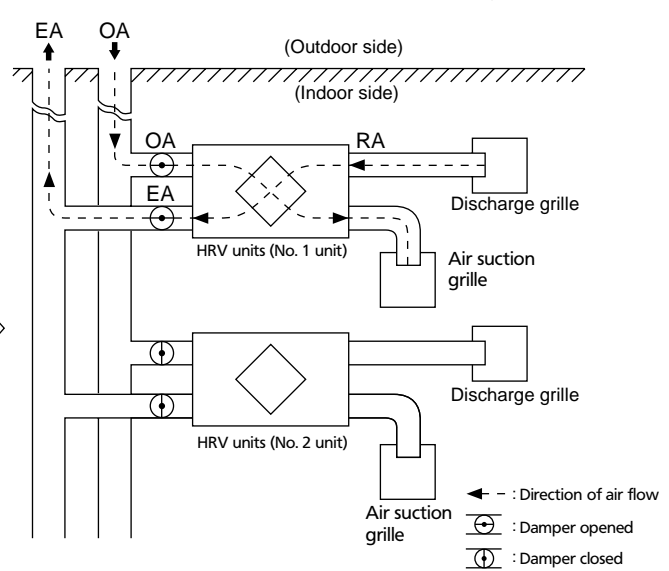 EA OA
(Outdoor side)
(Indoor side)
OA
RA
EA
Discharge grille
HRV units (No. 1 unit)
Air suction
grille
Discharge grille
HRV units (No. 2 unit)
Air suction
grille
: Direction of air flow
: Damper opened
: Damper closed